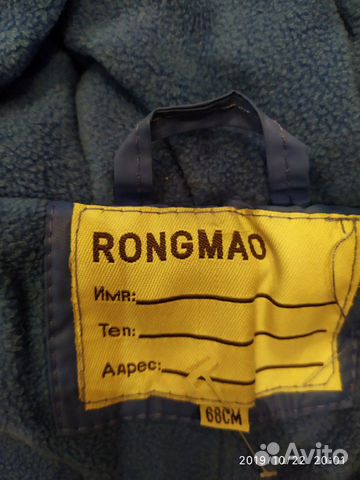 RONGMAO
Имя:
Тел:
Адрес:
68CM
Avito
2019/10/22 20:01